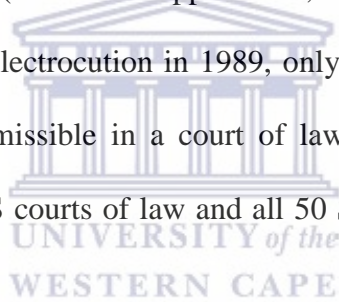 electrocution in 1989, only
missible in a court of law
courts of law and all 50
UNIVERSITY of the
WESTERN CAPE